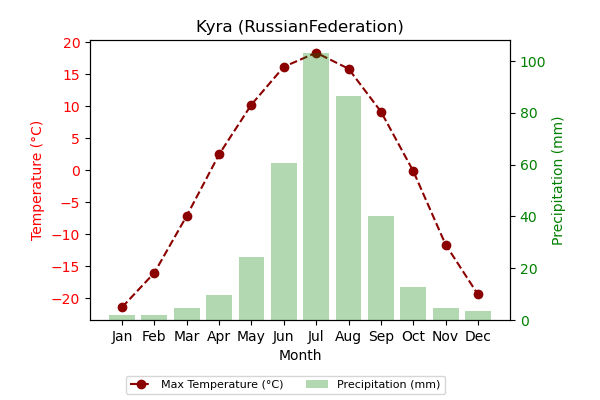 Kyra (RussianFederation)
20
15
10
5
0
−5
−10
−15
−20
Temperature (°C)
100
80
60
40
20
0
Precipitation (mm)
Jan Feb Mar Apr May Jun Jul Aug Sep Oct Nov Dec
Month
Max Temperature (°C) Precipitation (mm)